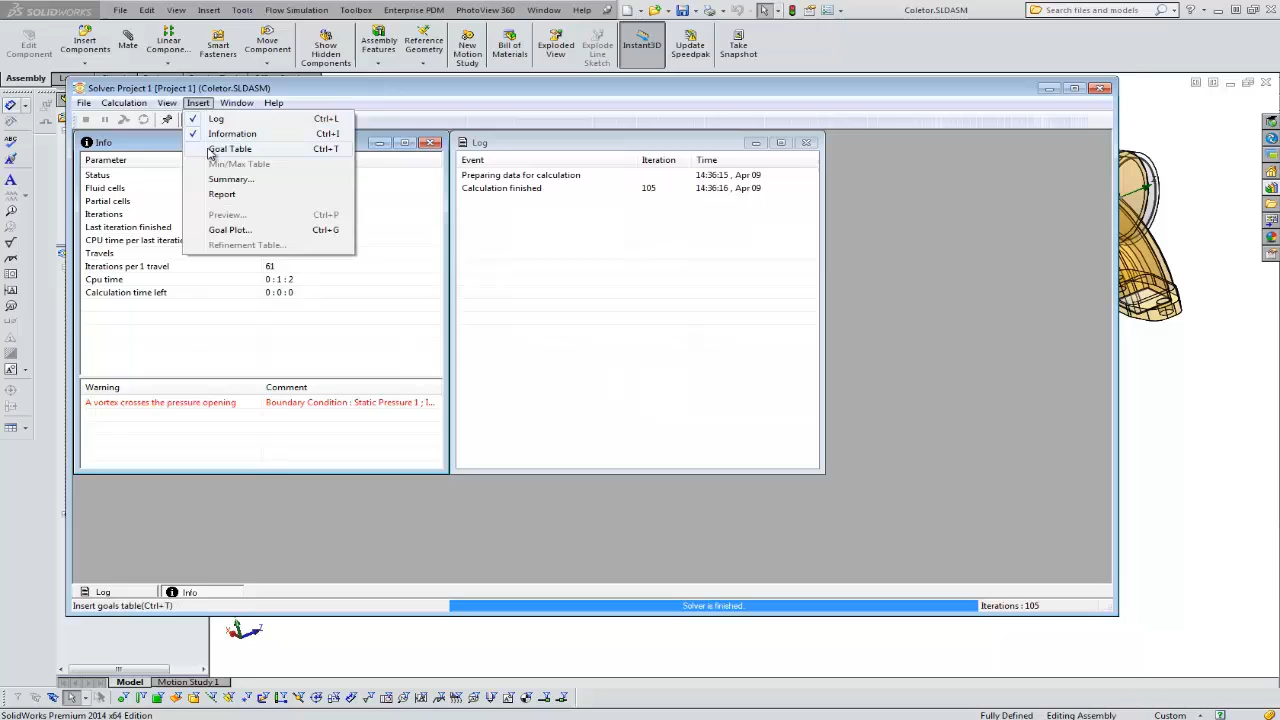 SOLIDWORKS File Edit View Insert Tools Toolbox Flow Simulation Enterprise PDM PhotoView 360 Window Help Coletor.SLDASM Search files and models
Edit Component Insert Components Mate Linear Compone... Smart Fasteners Move Component Show Hidden Components Assembly Features Reference Geometry New Motion Study Bill of Materials Exploded View Explode Line Sketch Instant3D Update Speedpak Take Snapshot
Assembly
Solver: Project 1 [Project 1] (Coletor.SLDASM)
File Calculation View Insert Window Help
Log Ctrl+L
Information Ctrl+I
Goal Table Ctrl+T
Min/Max Table
Summary...
Report
Preview... Ctrl+P
Goal Plot... Ctrl+G
Refinement Table...
Info
Parameter
Status
Fluid cells
Partial cells
Iterations
Last iteration finished
CPU time per last iterati
Travels
Iterations per 1 travel 61
Cpu time 0 : 1 : 2
Calculation time left 0 : 0 : 0
Warning Comment
A vortex crosses the pressure opening Boundary Condition : Static Pressure 1 ; I...
Log
Event Iteration Time
Preparing data for calculation 14:36:15 , Apr 09
Calculation finished 105 14:36:16 , Apr 09
Log Info
Insert goals table(Ctrl+T) Solver is finished. Iterations : 105
Model Motion Study 1
SolidWorks Premium 2014 x64 Edition Fully Defined Editing Assembly Custom